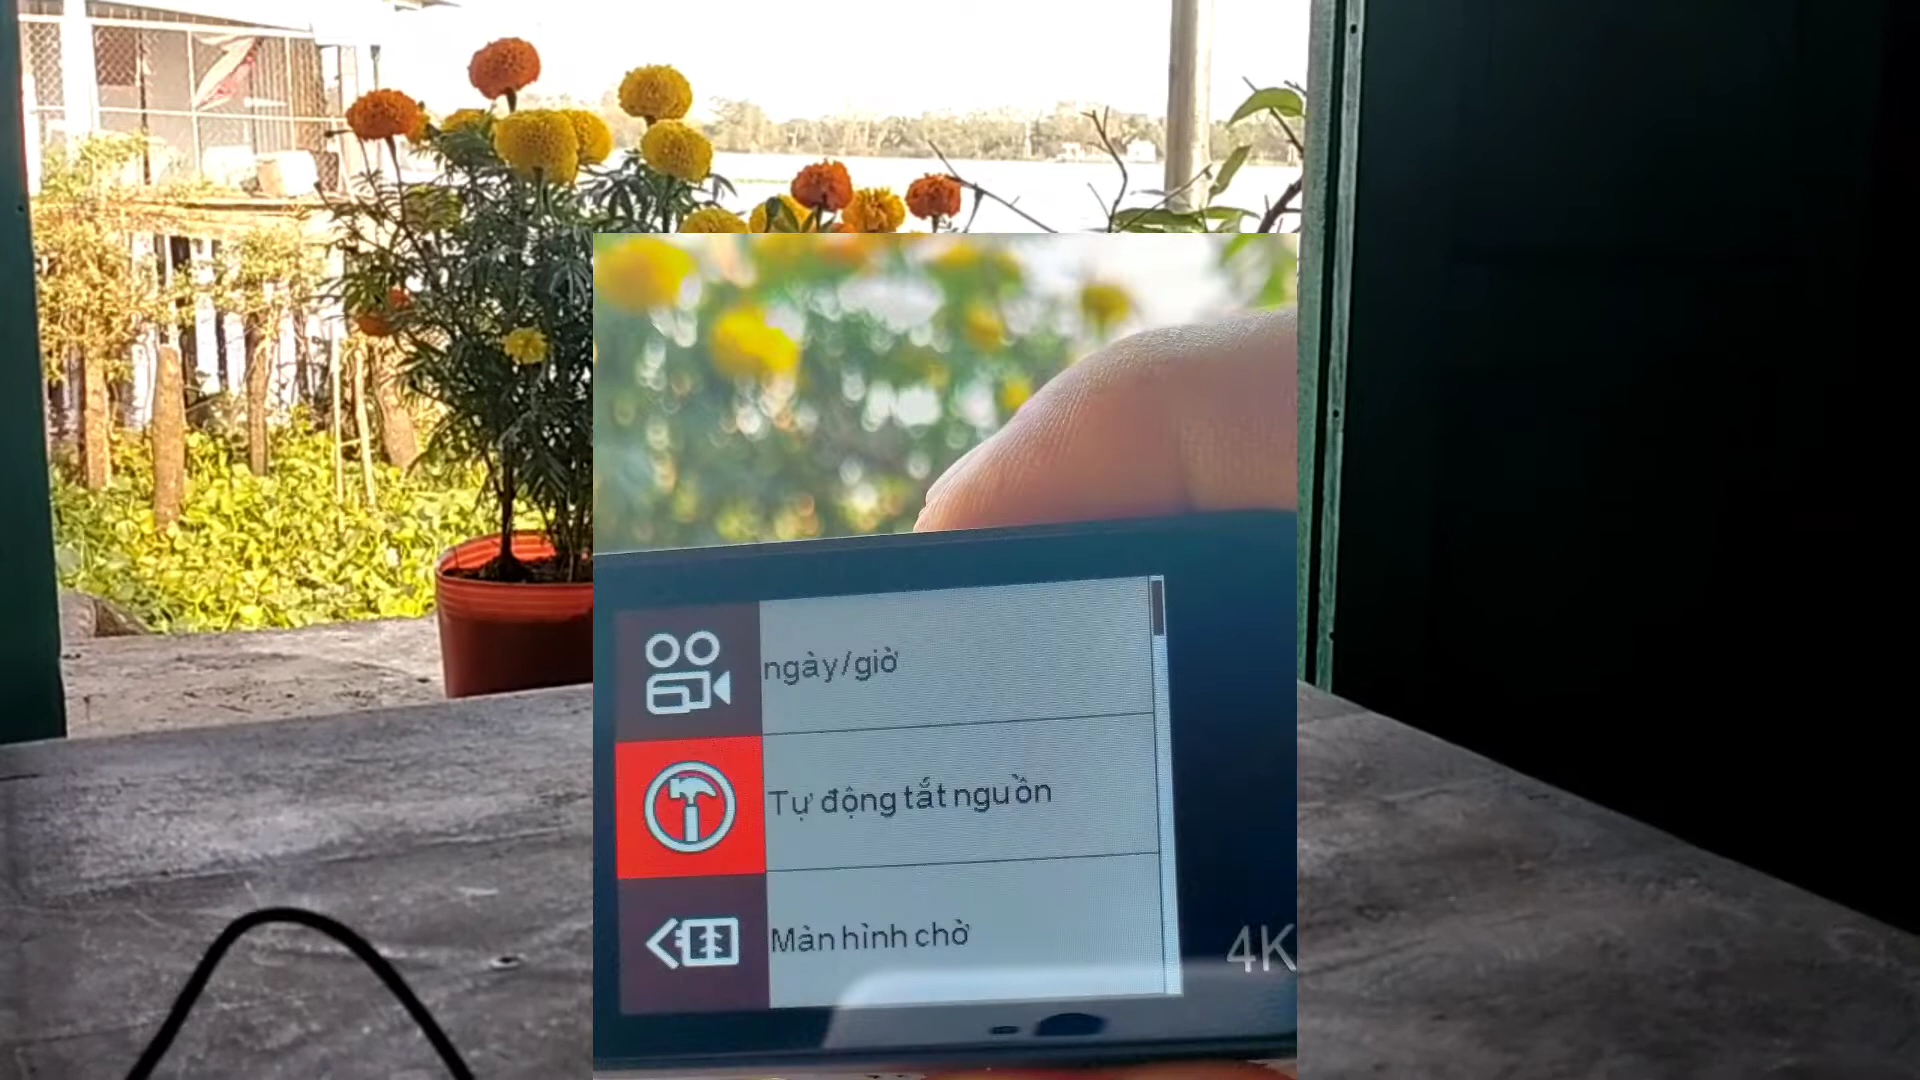 ngày/giờ
Tự động tắt nguồn
Màn hình chờ
4K